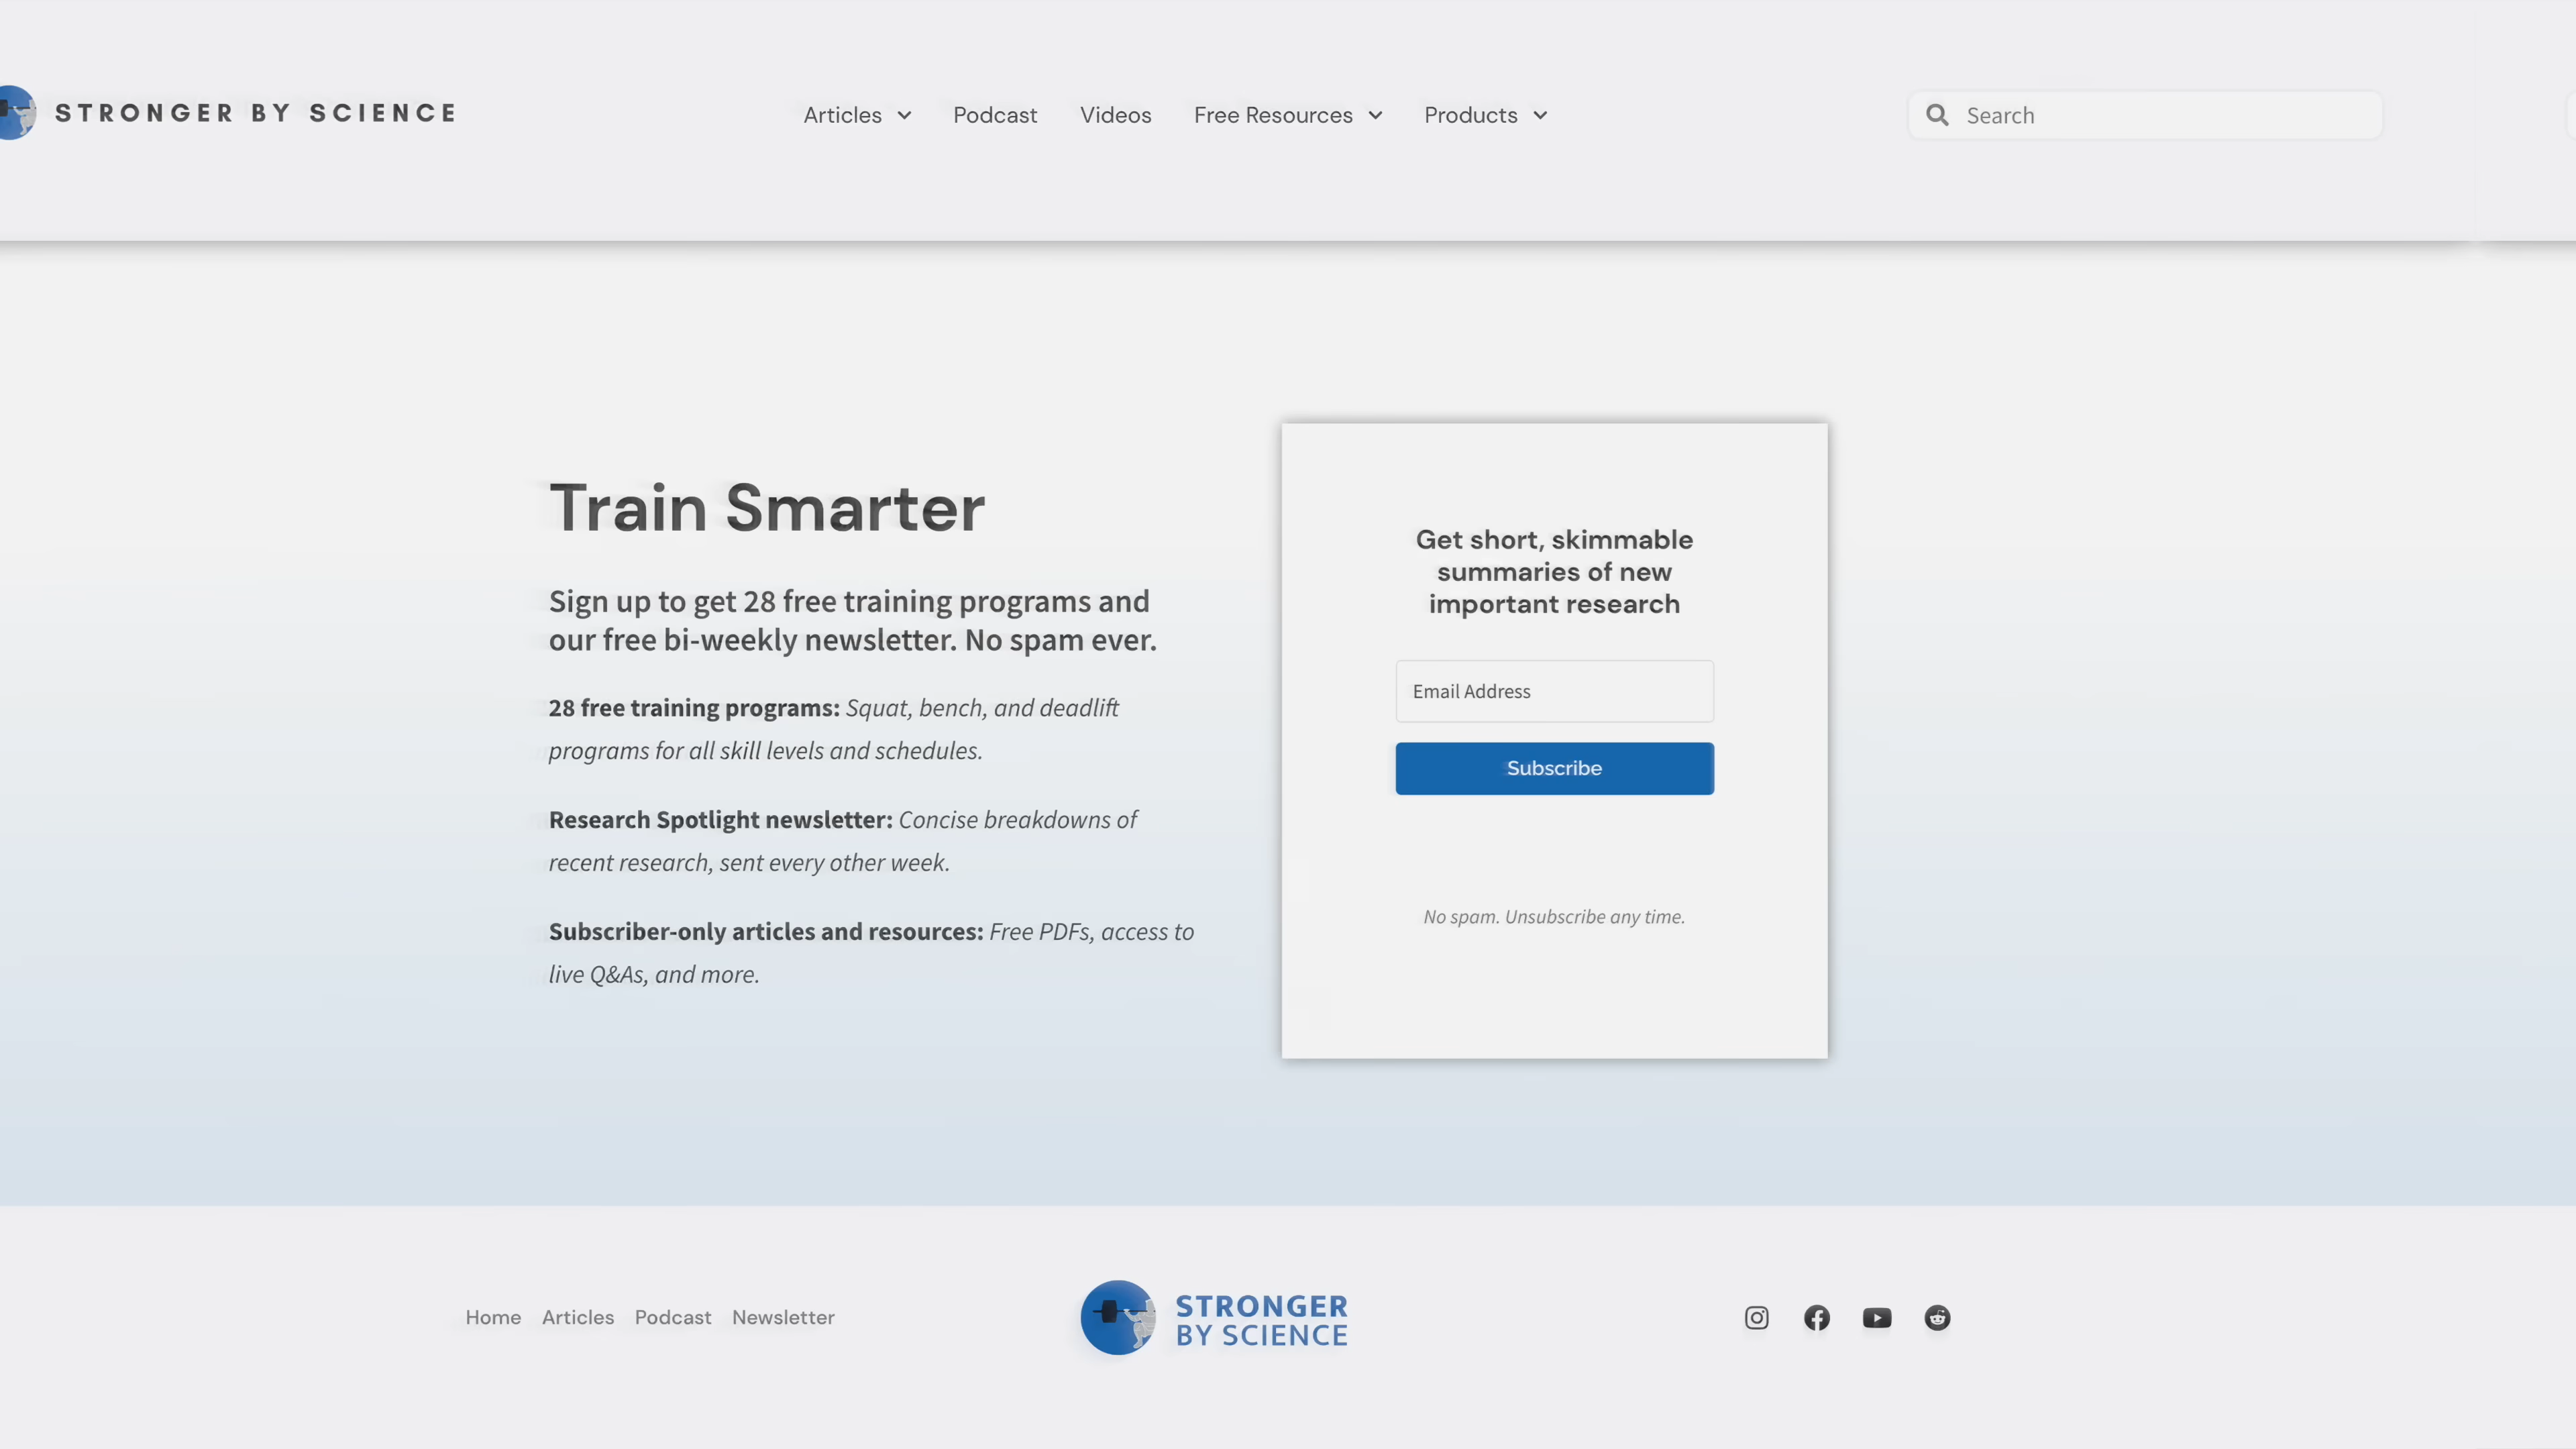 STRONGER BY SCIENCE
Articles
Podcast
Videos
Free Resources
Products
Search
Train Smarter
Sign up to get 28 free training programs and
our free bi-weekly newsletter. No spam ever.
28 free training programs: Squat, bench, and deadlift
programs for all skill levels and schedules.
Research Spotlight newsletter: Concise breakdowns of
recent research, sent every other week.
Subscriber-only articles and resources: Free PDFs, access to
live Q&As, and more.
Get short, skimmable
summaries of new
important research
Email Address
Subscribe
No spam. Unsubscribe any time.
Home
Articles
Podcast
Newsletter
STRONGER
BY SCIENCE